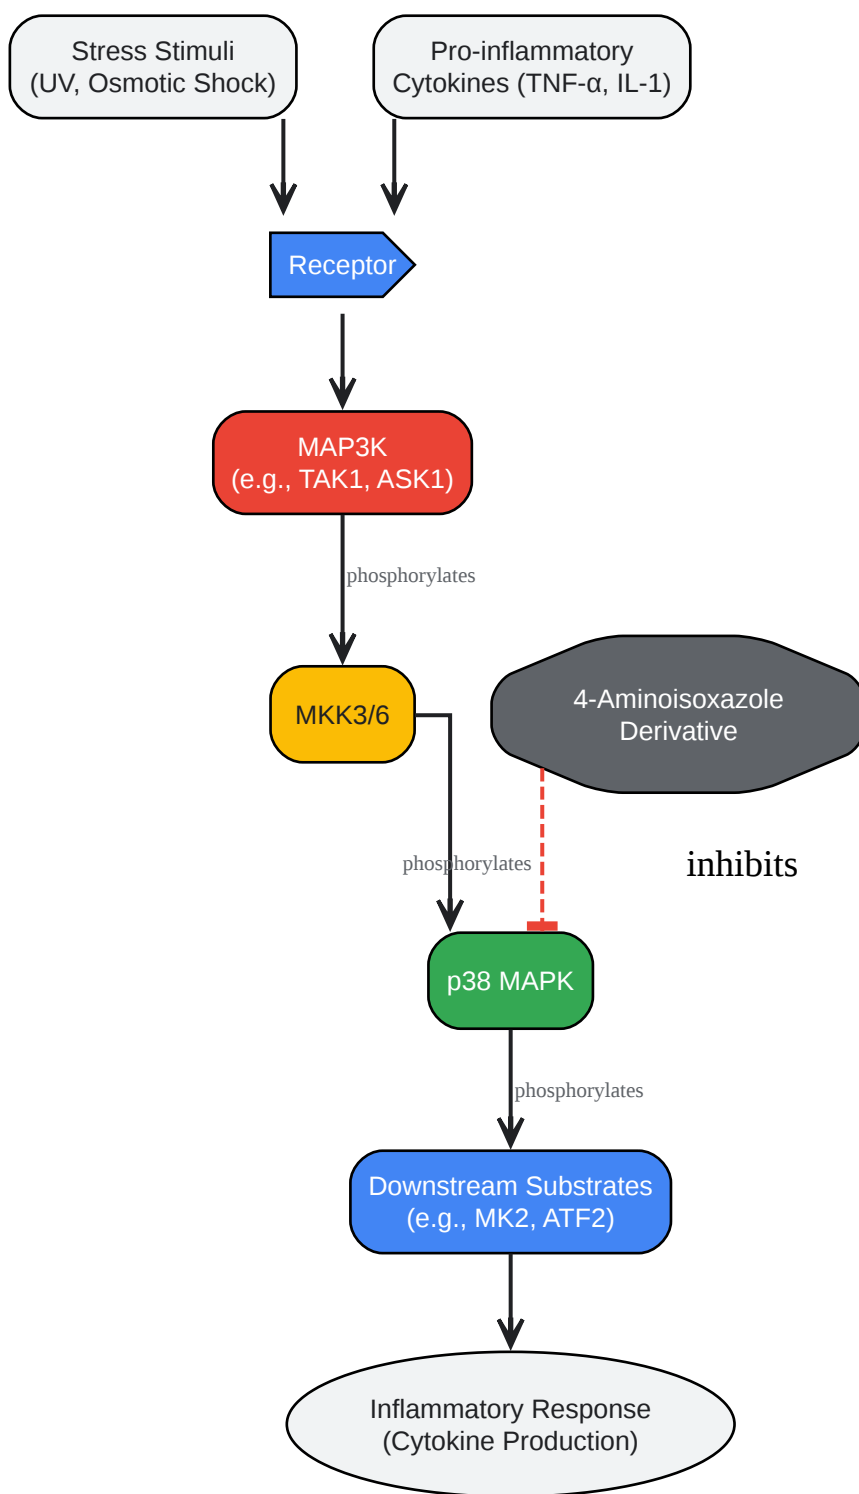 Stress Stimuli
(UV, Osmotic Shock)
Pro-inflammatory
Cytokines (TNF-α, IL-1)
Receptor
MAP3K
(e.g., TAK1, ASK1)
phosphorylates
MKK3/6
4-Aminoisoxazole
Derivative
phosphorylates
inhibits
p38 MAPK
phosphorylates
Downstream Substrates
(e.g., MK2, ATF2)
Inflammatory Response
(Cytokine Production)